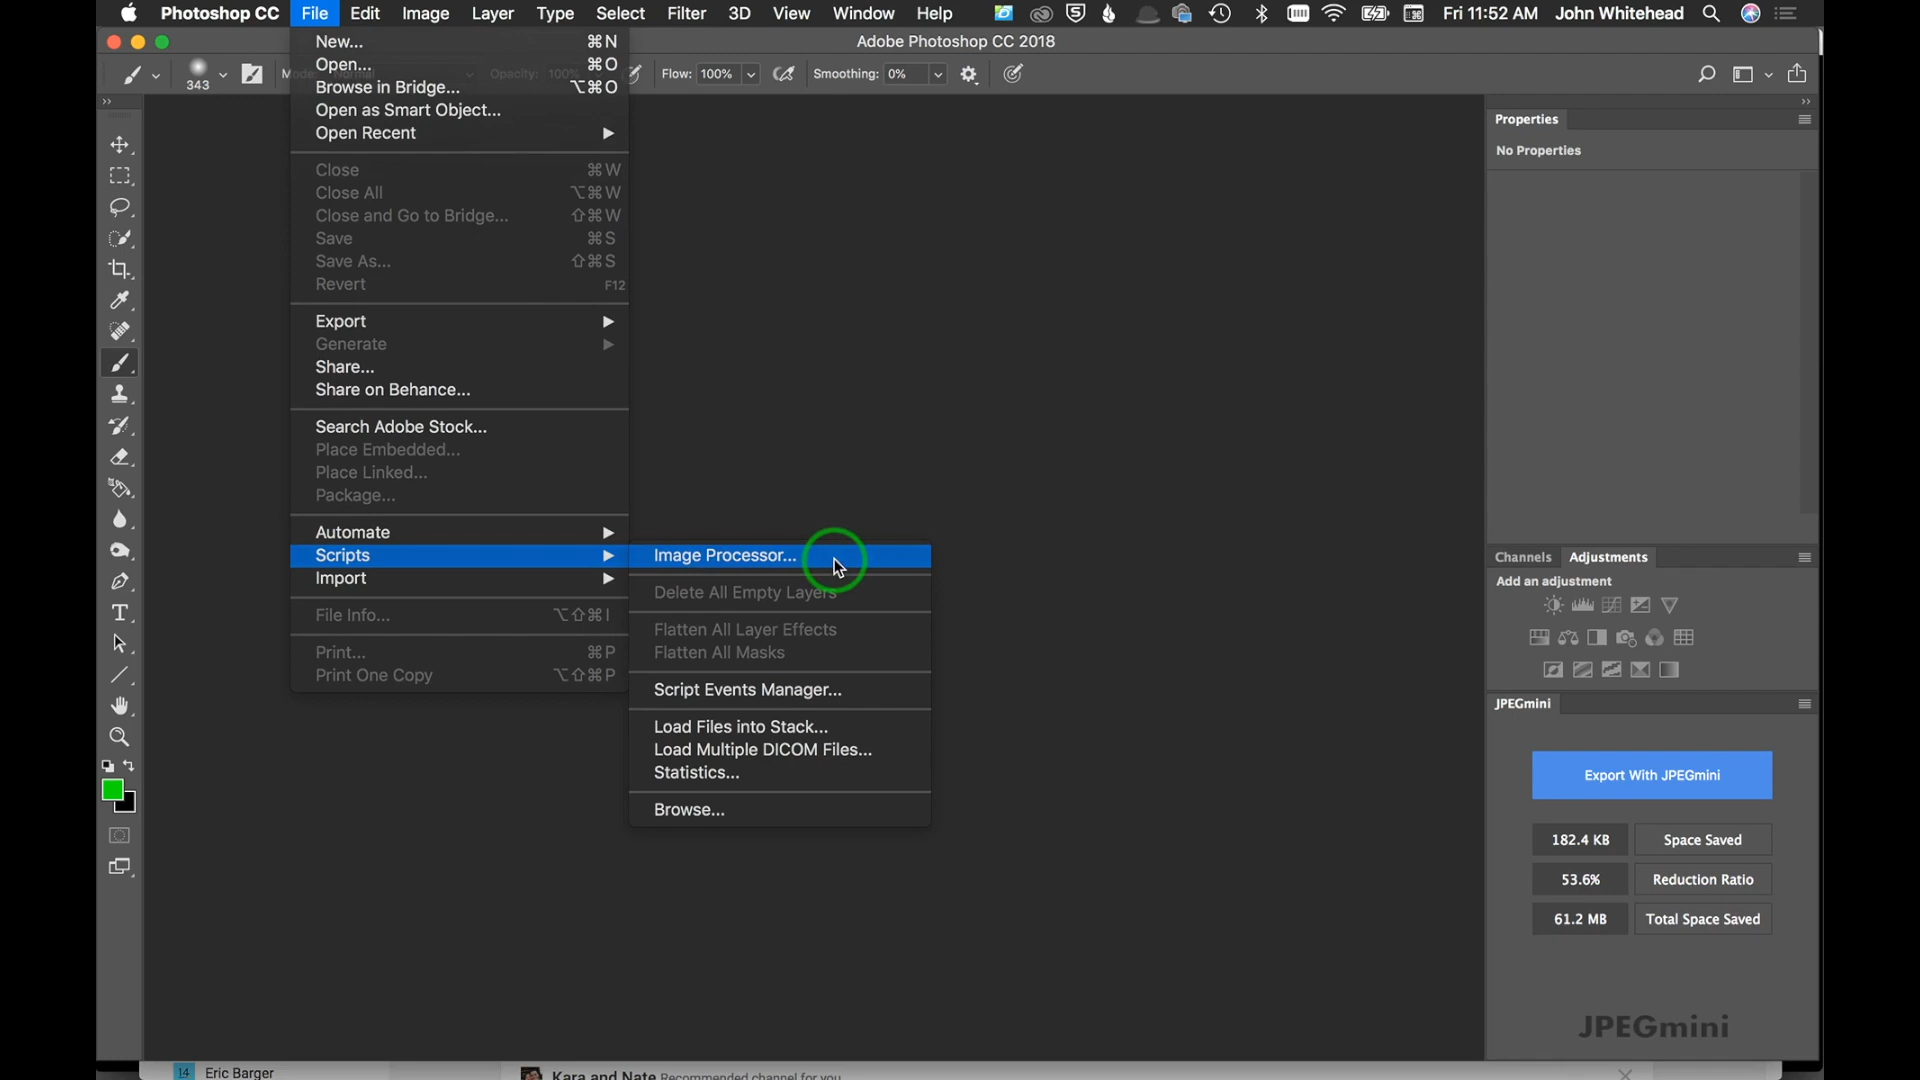 Photoshop CC File Edit Image Layer Type Select Filter 3D View Window Help Fri 11:52 AM John Whitehead
Adobe Photoshop CC 2018
343 Mode: Normal Opacity: 100% Flow: 100% Smoothing: 0%
New... ⌘N
Open... ⌘O
Browse in Bridge... ⌥⌘O
Open as Smart Object...
Open Recent
Close ⌘W
Close All ⌥⌘W
Close and Go to Bridge... ⇧⌘W
Save ⌘S
Save As... ⇧⌘S
Revert F12
Export
Generate
Share...
Share on Behance...
Search Adobe Stock...
Place Embedded...
Place Linked...
Package...
Automate
Scripts
Import
File Info... ⌥⇧⌘I
Print... ⌘P
Print One Copy ⌥⇧⌘P
Image Processor...
Delete All Empty Layers
Flatten All Layer Effects
Flatten All Masks
Script Events Manager...
Load Files into Stack...
Load Multiple DICOM Files...
Statistics...
Browse...
Properties
No Properties
Channels Adjustments
Add an adjustment
JPEGmini
Export With JPEGmini
182.4 KB Space Saved
53.6% Reduction Ratio
61.2 MB Total Space Saved
JPEGmini
14 Eric Barger
Kara and Nate Recommended channel for you